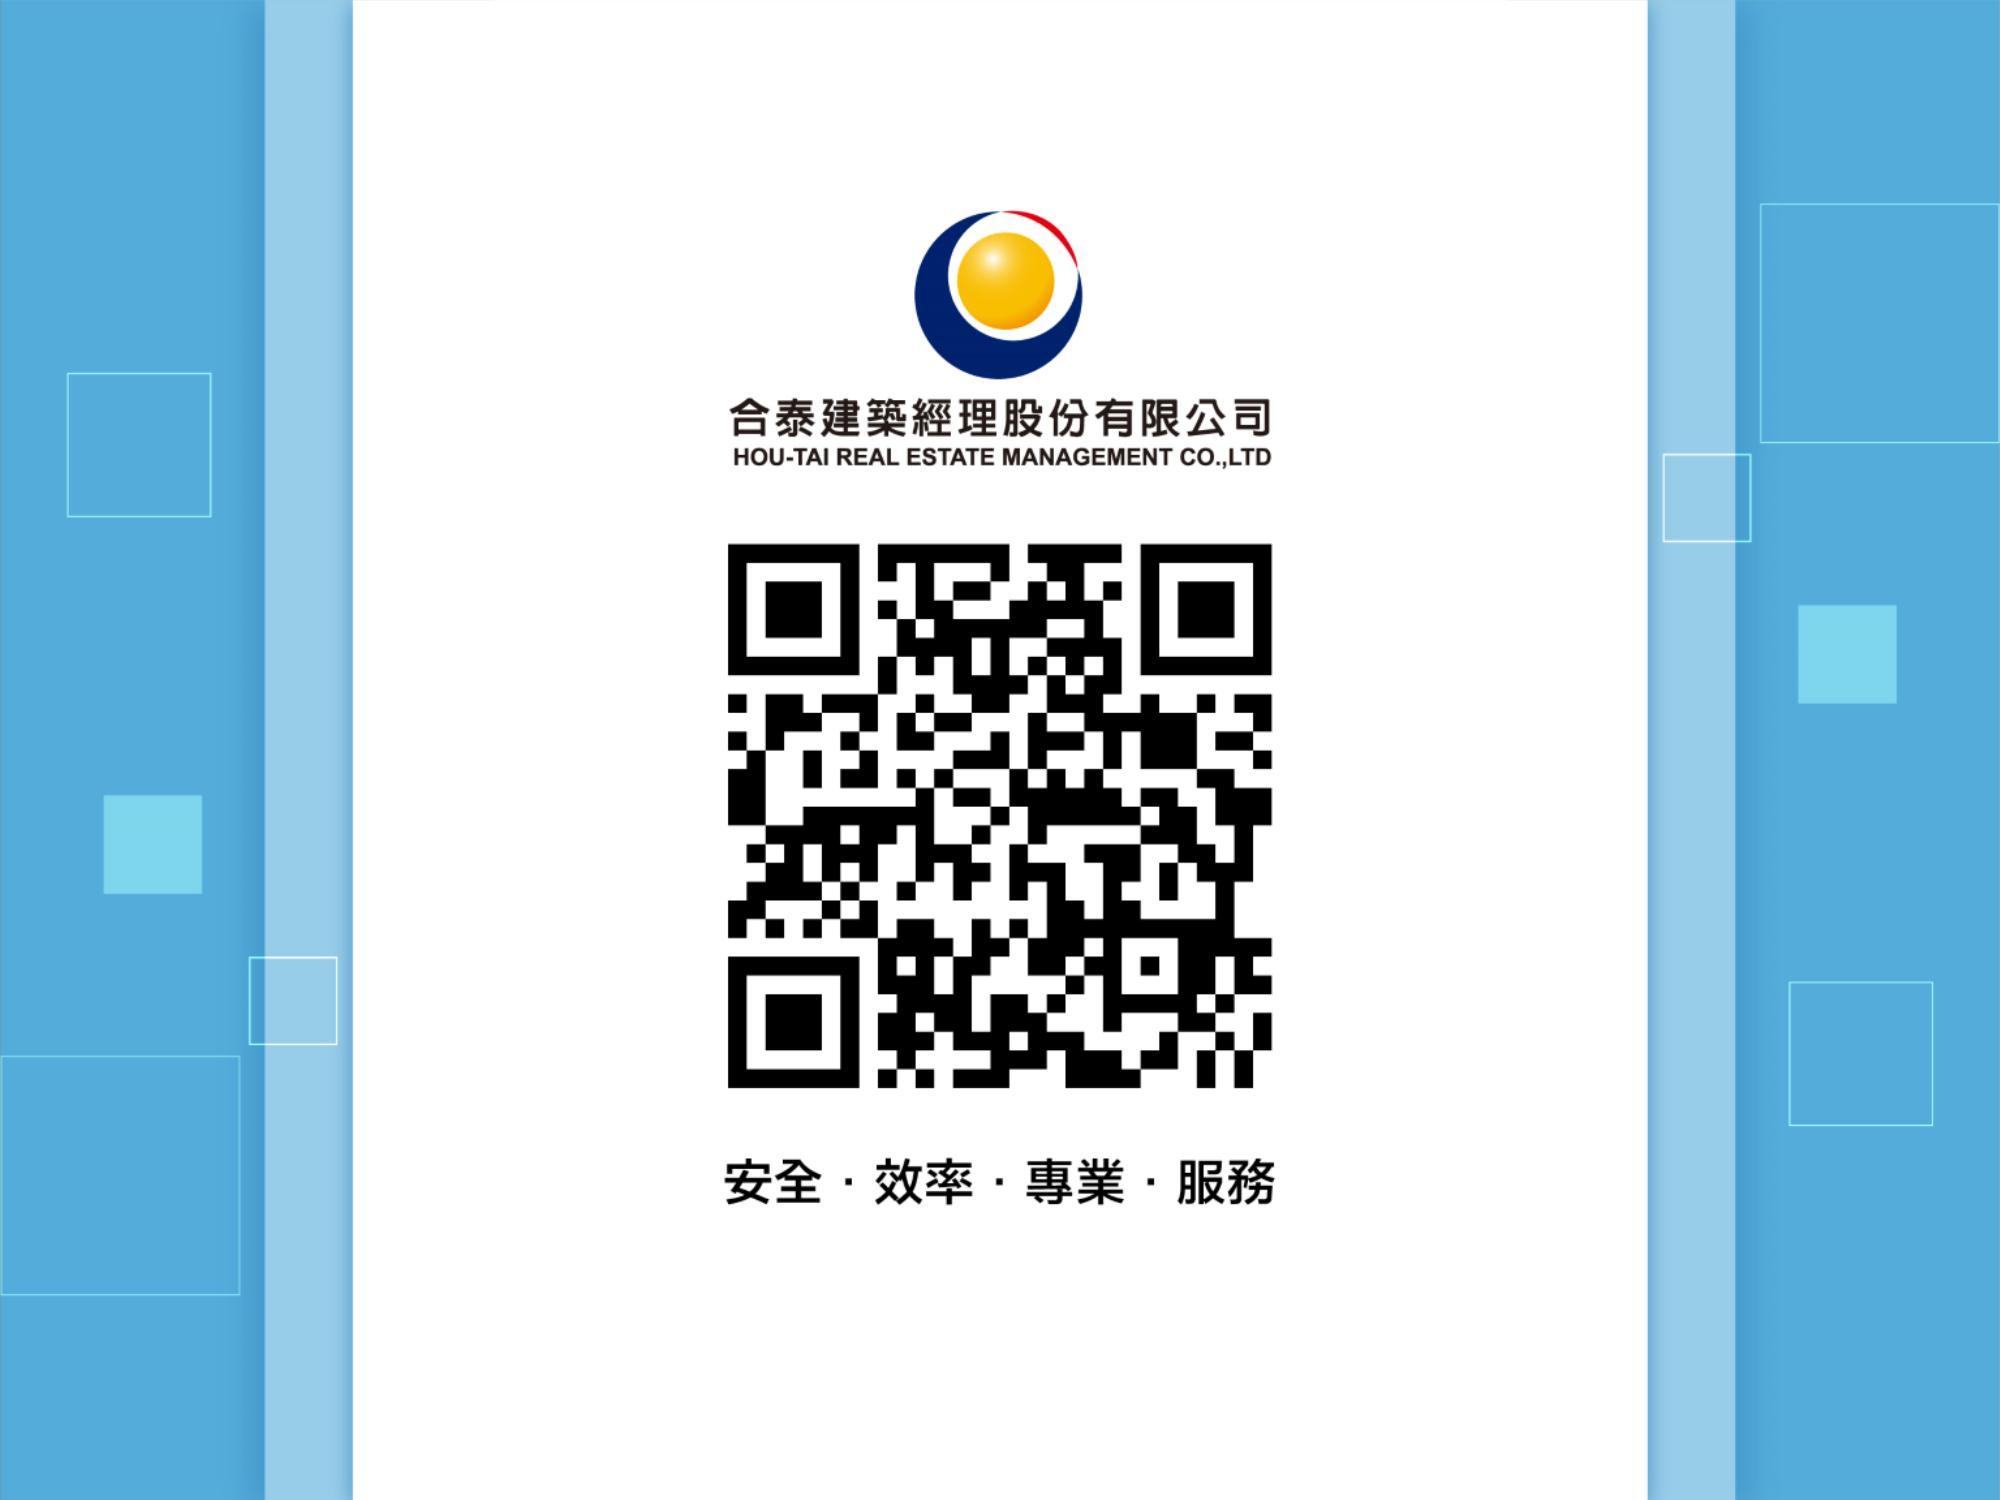 合泰建築經理股份有限公司
HOU-TAI REAL ESTATE MANAGEMENT CO.,LTD
安全 · 效率 · 專業 · 服務